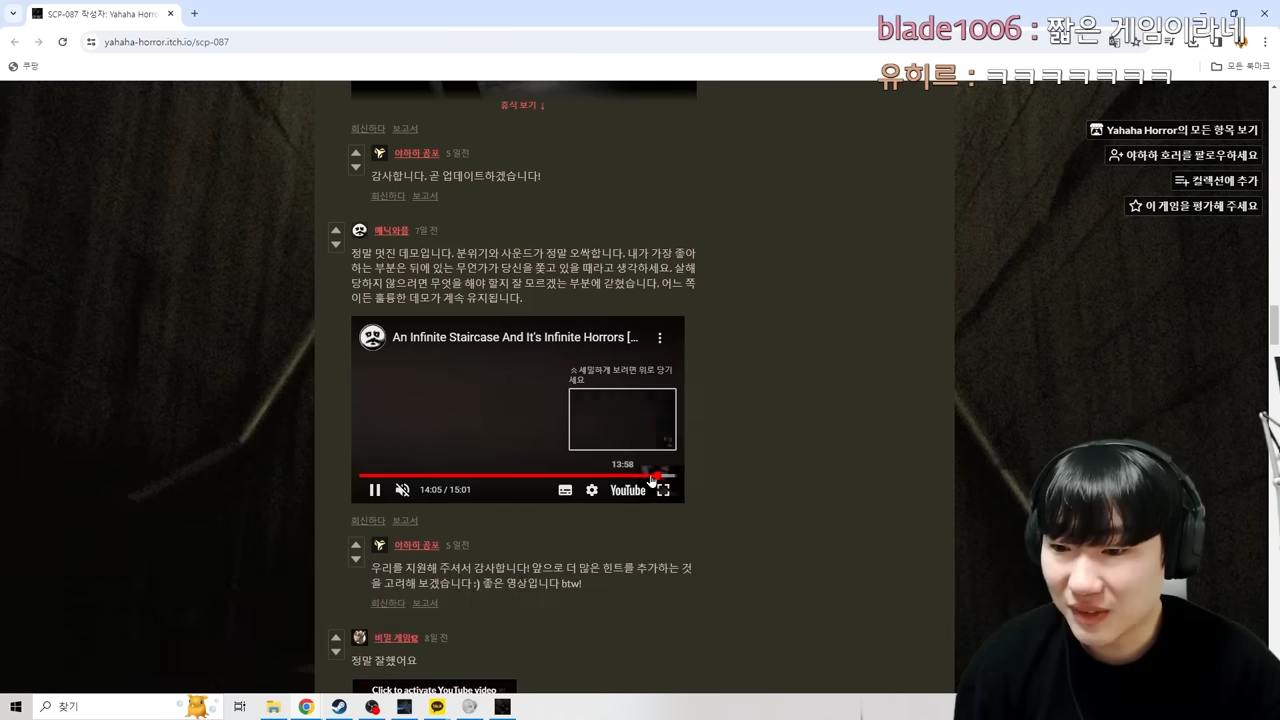 SCP-087 작성자: Yahaha Horro
yahaha-horror.itch.io/scp-087
쿠팡
모든 북마크
blade1006 : 짧은 게임이라네
유히르 : ㅋㅋㅋㅋㅋㅋㅋ
휴식 보기 ↓
회신하다 보고서
야하하 공포 5 일전
감사합니다. 곧 업데이트하겠습니다!
회신하다 보고서
패닉와플 7일 전
정말 멋진 데모입니다. 분위기와 사운드가 정말 오싹합니다. 내가 가장 좋아
하는 부분은 뒤에 있는 무언가가 당신을 쫓고 있을 때라고 생각하세요. 살해
당하지 않으려면 무엇을 해야 할지 잘 모르겠는 부분에 갇혔습니다. 어느 쪽
이든 훌륭한 데모가 계속 유지됩니다.
An Infinite Staircase And It's Infinite Horrors [...
세밀하게 보려면 위로 당기
세요
13:58
14:05 / 15:01
YouTube
회신하다 보고서
야하하 공포 5 일전
우리를 지원해 주셔서 감사합니다! 앞으로 더 많은 힌트를 추가하는 것
을 고려해 보겠습니다 :) 좋은 영상입니다 btw!
회신하다 보고서
비말 게임 8일 전
정말 잘했어요
Click to activate YouTube video
Yahaha Horror의 모든 항목 보기
야하하 호러를 팔로우하세요
컬렉션에 추가
이 게임을 평가해 주세요
찾기
TALK